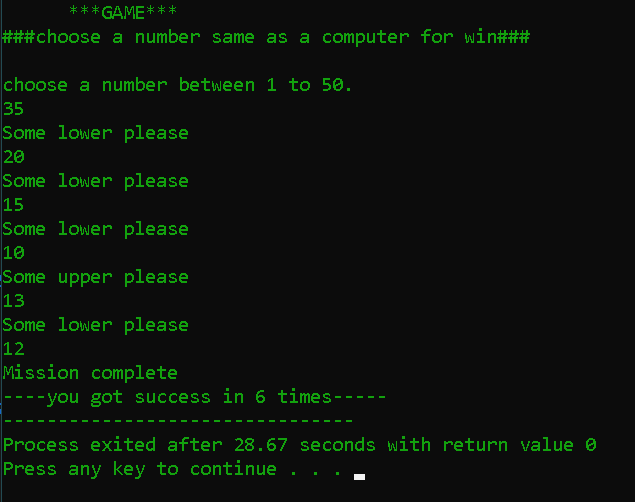 ***GAME***
###choose a number same as a computer for win###
choose a number between 1 to 50.
35
Some lower please
20
Some lower please
15
Some lower please
10
Some upper please
13
Some lower please
12
Mission complete
----you got success in 6 times-----
--------------------------------
Process exited after 28.67 seconds with return value 0
Press any key to continue . . .